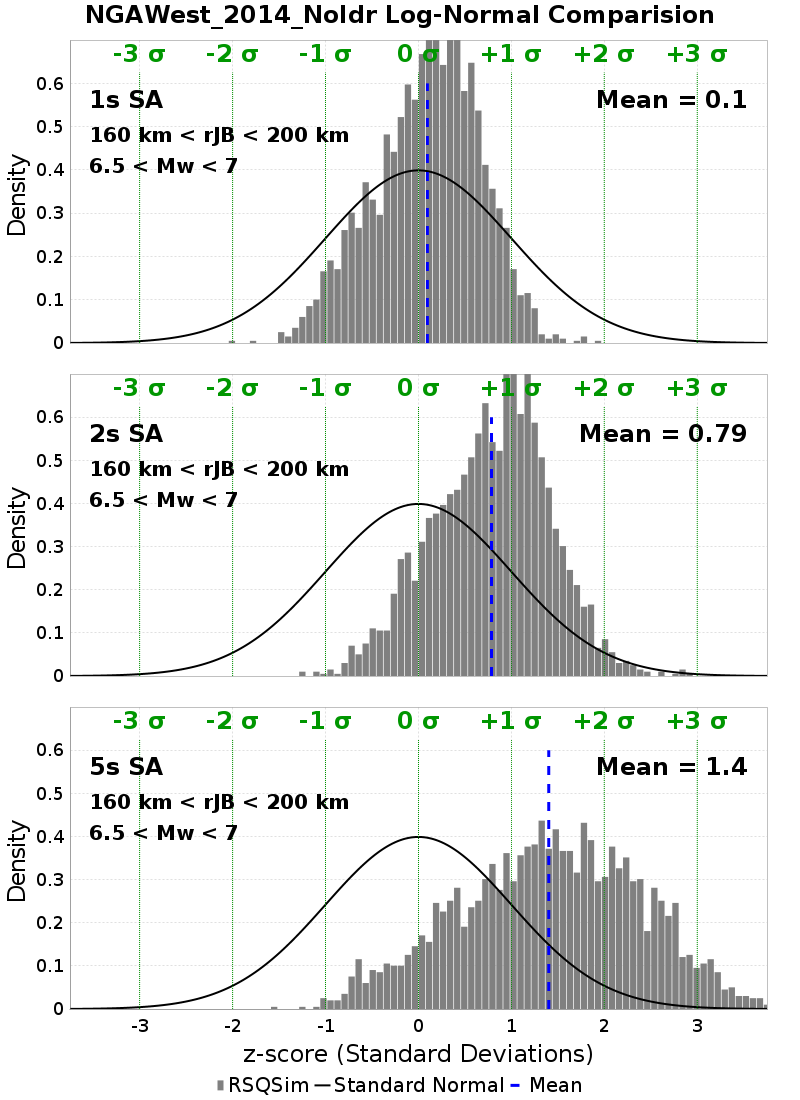 NGAWest_2014_NoIdr Log-Normal Comparision
-3 σ -2 σ -1 σ 0 σ +1 σ +2 σ +3 σ
1s SA
Mean = 0.1
160 km < rJB < 200 km
6.5 < Mw < 7
Density
0.6
0.5
0.4
0.3
0.2
0.1
0
-3 σ -2 σ -1 σ 0 σ +1 σ +2 σ +3 σ
2s SA
Mean = 0.79
160 km < rJB < 200 km
6.5 < Mw < 7
Density
0.6
0.5
0.4
0.3
0.2
0.1
0
-3 σ -2 σ -1 σ 0 σ +1 σ +2 σ +3 σ
5s SA
Mean = 1.4
160 km < rJB < 200 km
6.5 < Mw < 7
Density
0.6
0.5
0.4
0.3
0.2
0.1
0
-3 -2 -1 0 1 2 3
z-score (Standard Deviations)
RSQSim Standard Normal Mean